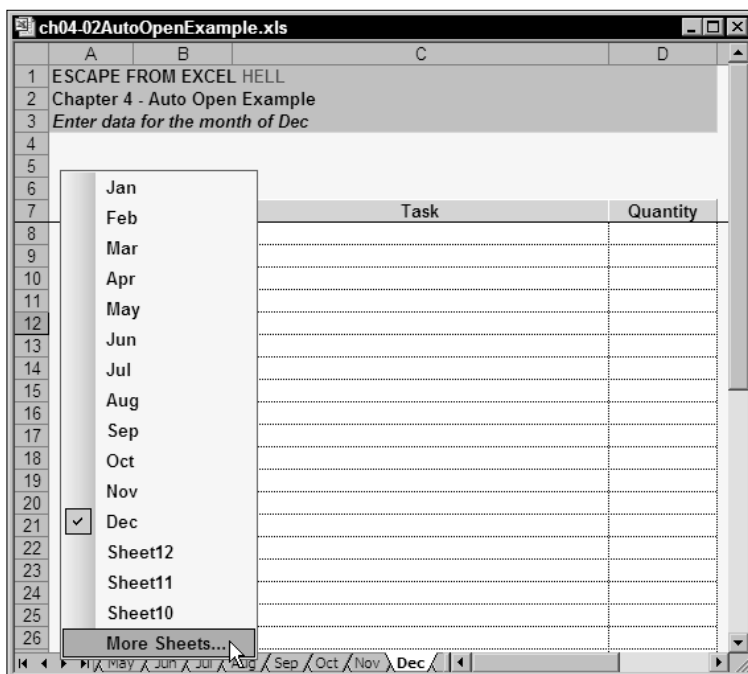 ch04-02AutoOpenExample.xls
A B C D
1 ESCAPE FROM EXCEL HELL
2 Chapter 4 - Auto Open Example
3 Enter data for the month of Dec
4
5
6
7 Task Quantity
8
9
10
11
12
13
14
15
16
17
18
19
20
21
22
23
24
25
26
Jan
Feb
Mar
Apr
May
Jun
Jul
Aug
Sep
Oct
Nov
Dec
Sheet12
Sheet11
Sheet10
More Sheets...
May Jun Jul Aug Sep Oct Nov Dec